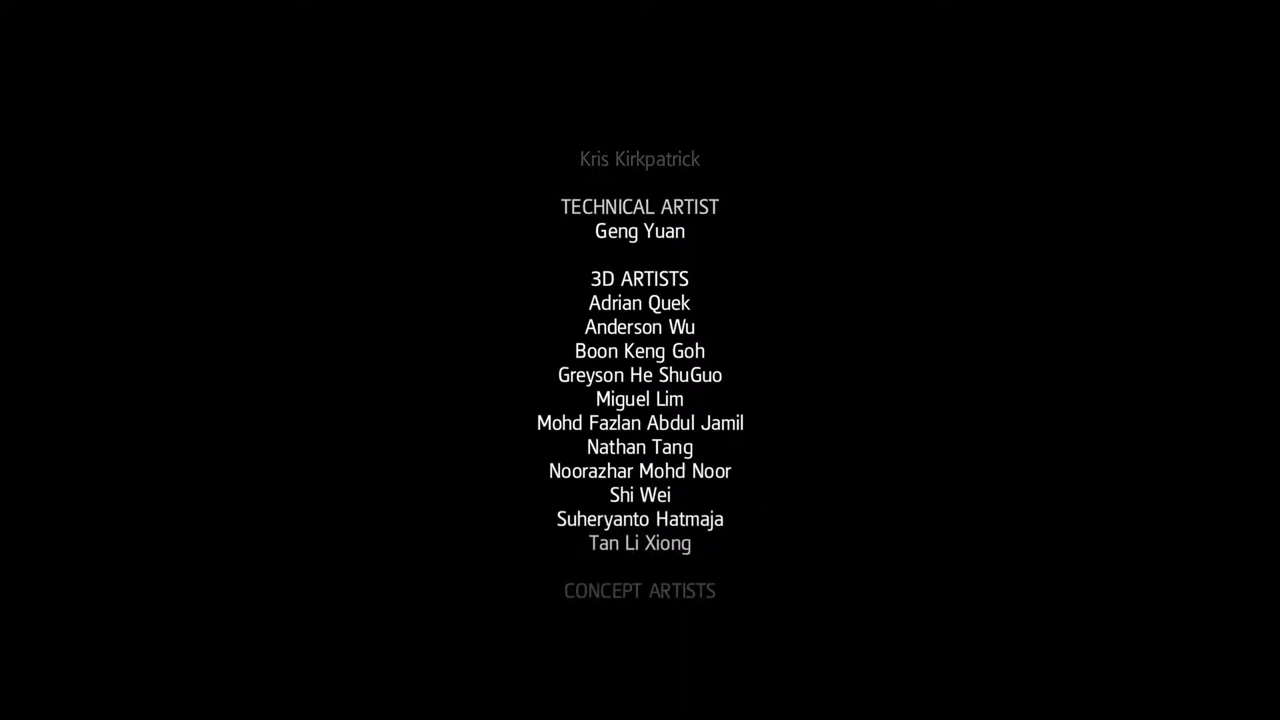 Kris Kirkpatrick
TECHNICAL ARTIST
Geng Yuan
3D ARTISTS
Adrian Quek
Anderson Wu
Boon Keng Goh
Greyson He ShuGuo
Miguel Lim
Mohd Fazlan Abdul Jamil
Nathan Tang
Noorazhar Mohd Noor
Shi Wei
Suheryanto Hatmaja
Tan Li Xiong
CONCEPT ARTISTS